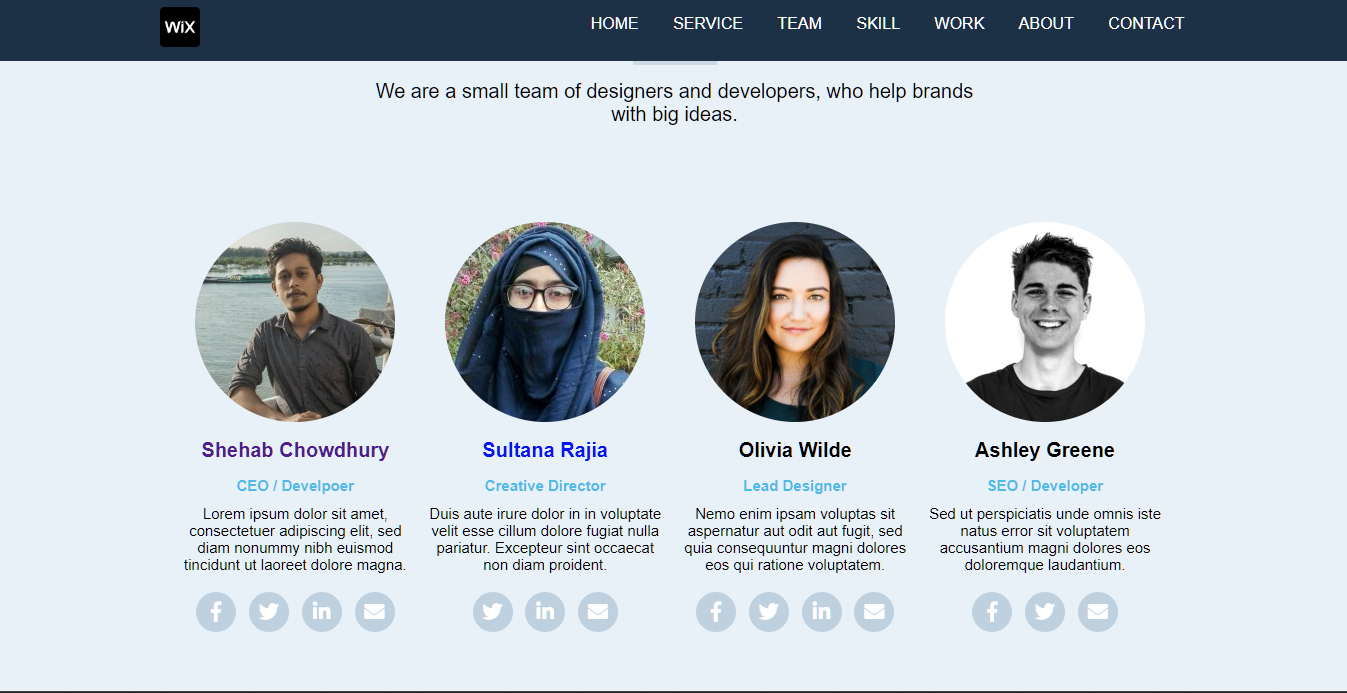 WiX
HOME SERVICE TEAM SKILL WORK ABOUT CONTACT
We are a small team of designers and developers, who help brands
with big ideas.
Shehab Chowdhury
CEO / Develpoer
Lorem ipsum dolor sit amet,
consectetuer adipiscing elit, sed
diam nonummy nibh euismod
tincidunt ut laoreet dolore magna.
Sultana Rajia
Creative Director
Duis aute irure dolor in in voluptate
velit esse cillum dolore fugiat nulla
pariatur. Excepteur sint occaecat
non diam proident.
Olivia Wilde
Lead Designer
Nemo enim ipsam voluptas sit
aspernatur aut odit aut fugit, sed
quia consequuntur magni dolores
eos qui ratione voluptatem.
Ashley Greene
SEO / Developer
Sed ut perspiciatis unde omnis iste
natus error sit voluptatem
accusantium magni dolores eos
doloremque laudantium.